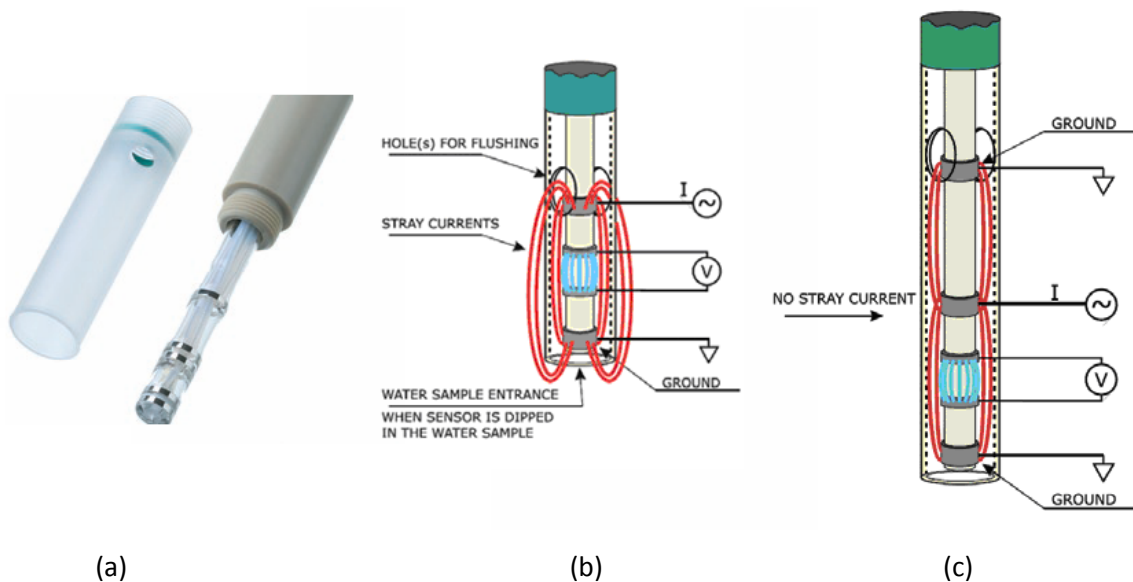 HOLE(s) FOR FLUSHING
STRAY CURRENTS
I
V
GROUND
WATER SAMPLE ENTRANCE
WHEN SENSOR IS DIPPED
IN THE WATER SAMPLE
GROUND
NO STRAY CURRENT
I
V
GROUND
(a)
(b)
(c)